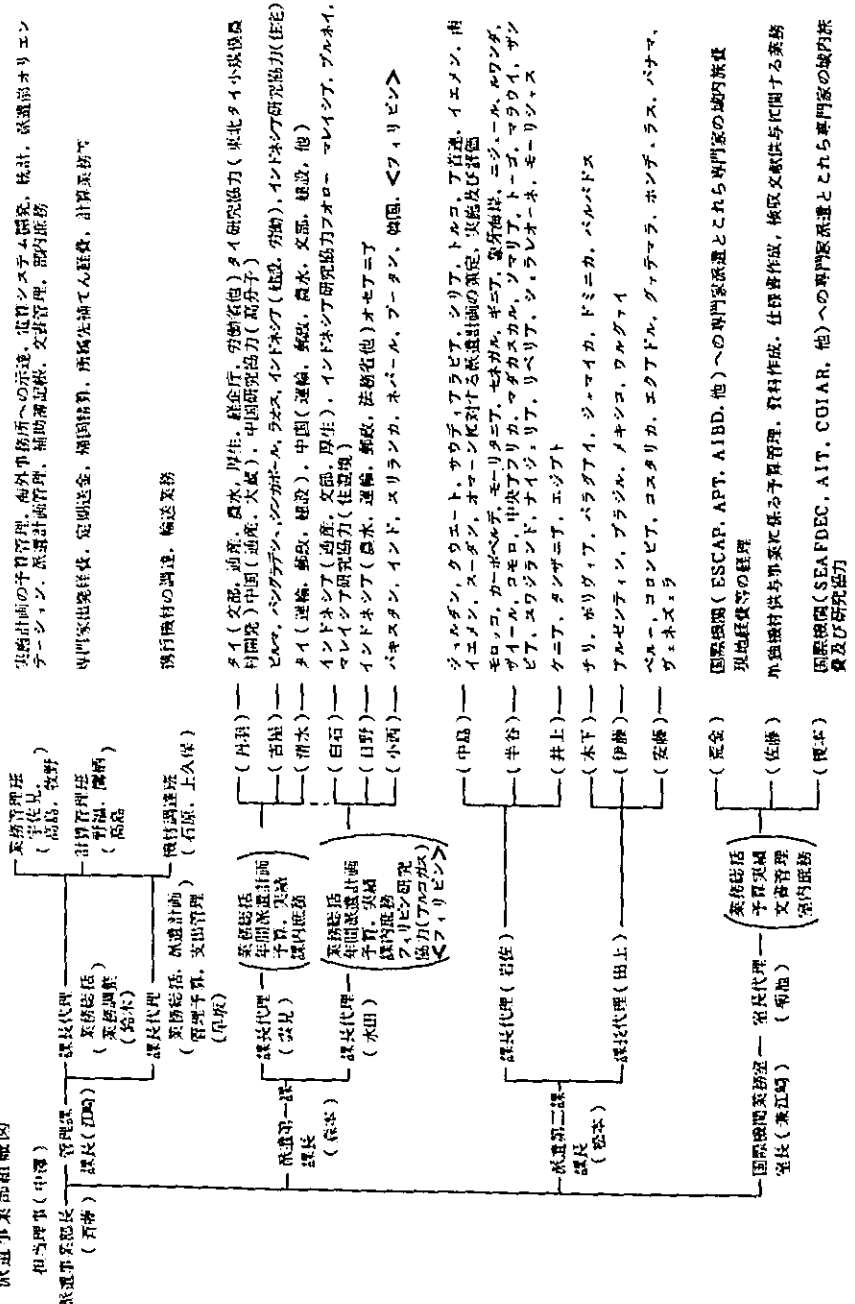 派遣事業部組織図
担当理事(中澤)
派遣事業部長
(斉藤)
管理課
課長(江崎)
課長代理
業務総括
業務調整
(鈴木)
課長代理
業務総括、派遣計画
管理予算、支出管理
業務管理班
宇佐見、
高島、牧野
計算管理班
高島
機材調達班
(石原、上久保)
実施計画の予算管理、海外事務所への示達、電算システム開発、統計、派遣前オリエン
テーション、派遣計画管理、補助簿記帳、文書管理、部内庶務
専門家出発経費、定期送金、帰国精算、所属先補てん経費、計算業務等
携行機材の調達、輸送業務
派遣第一課
課長
(森本)
課長代理
業務総括
年間派遣計画
予算、実績
課内庶務
課長代理
(永田)
業務総括
年間派遣計画
予算、実績
課内庶務
フィリピン研究
協力(アルコガス)
<フィリピン>
(丹羽)
タイ(文部、通産、農水、厚生、経企庁、労働省他)タイ研究協力(東北タイ小規模農
村開発)中国(通産、大蔵)、中国研究協力(高分子)
(古屋)
ビルマ、バングラデシュ、シンガポール、ラオス、インドネシア(建設、労働)、インドネシア研究協力(住宅)
(清水)
タイ(運輸、郵政、建設)、中国(運輸、郵政、農水、文部、建設、他)
(白石)
インドネシア(通産、文部、厚生)、インドネシア研究協力フォロー マレイシア、ブルネイ、
マレイシア研究協力(住環境)
(日野)
インドネシア(農水、運輸、郵政、法務省他)オセアニア
(小西)
パキスタン、インド、スリランカ、ネパール、ブータン、韓国、<フィリピン>
派遣第二課
課長
(松本)
課長代理(岩佐)
課長代理(田上)
(中島)
ジョルダン、クウエート、サウディアラビア、シリア、トルコ、ア首連、イエメン、南
イエメン、スーダン、オマーンに対する派遣計画の策定、実施及び評価
(半谷)
モロッコ、カーボベルデ、モーリタニア、セネガル、ギニア、象牙海岸、ニジェール、ルワンダ、
ザイール、コモロ、中央アフリカ、マダガスカル、ソマリア、トーゴ、マラウイ、ザン
ビア、スワジランド、ナイジェリア、リベリア、シェラレオーネ、モーリシャス
(井上)
ケニア、タンザニア、エジプト
(木下)
チリ、ボリヴィア、パラグアイ、ジャマイカ、ドミニカ、バルバドス
(伊藤)
アルゼンティン、ブラジル、メキシコ、ウルグァイ
(安藤)
ペルー、コロンビア、コスタリカ、エクアドル、グァテマラ、ホンデュラス、パナマ、
ヴェネズェラ
国際機関業務室
室長(兼江崎)
室長代理
(菊池)
業務総括
予算実績
文書管理
室内庶務
(荒金)
国際機関(ESCAP、APT、AIBD、他)への専門家派遣とこれら専門家の域内旅費
現地経費等の経理
(佐藤)
単独機材供与事業に係る予算管理、資料作成、仕様書作成、検収文献供与に関する業務
(榎本)
国際機関(SEAFDEC、AIT、CGIAR、他)への専門家派遣とこれら専門家の域内旅
費及び研究協力